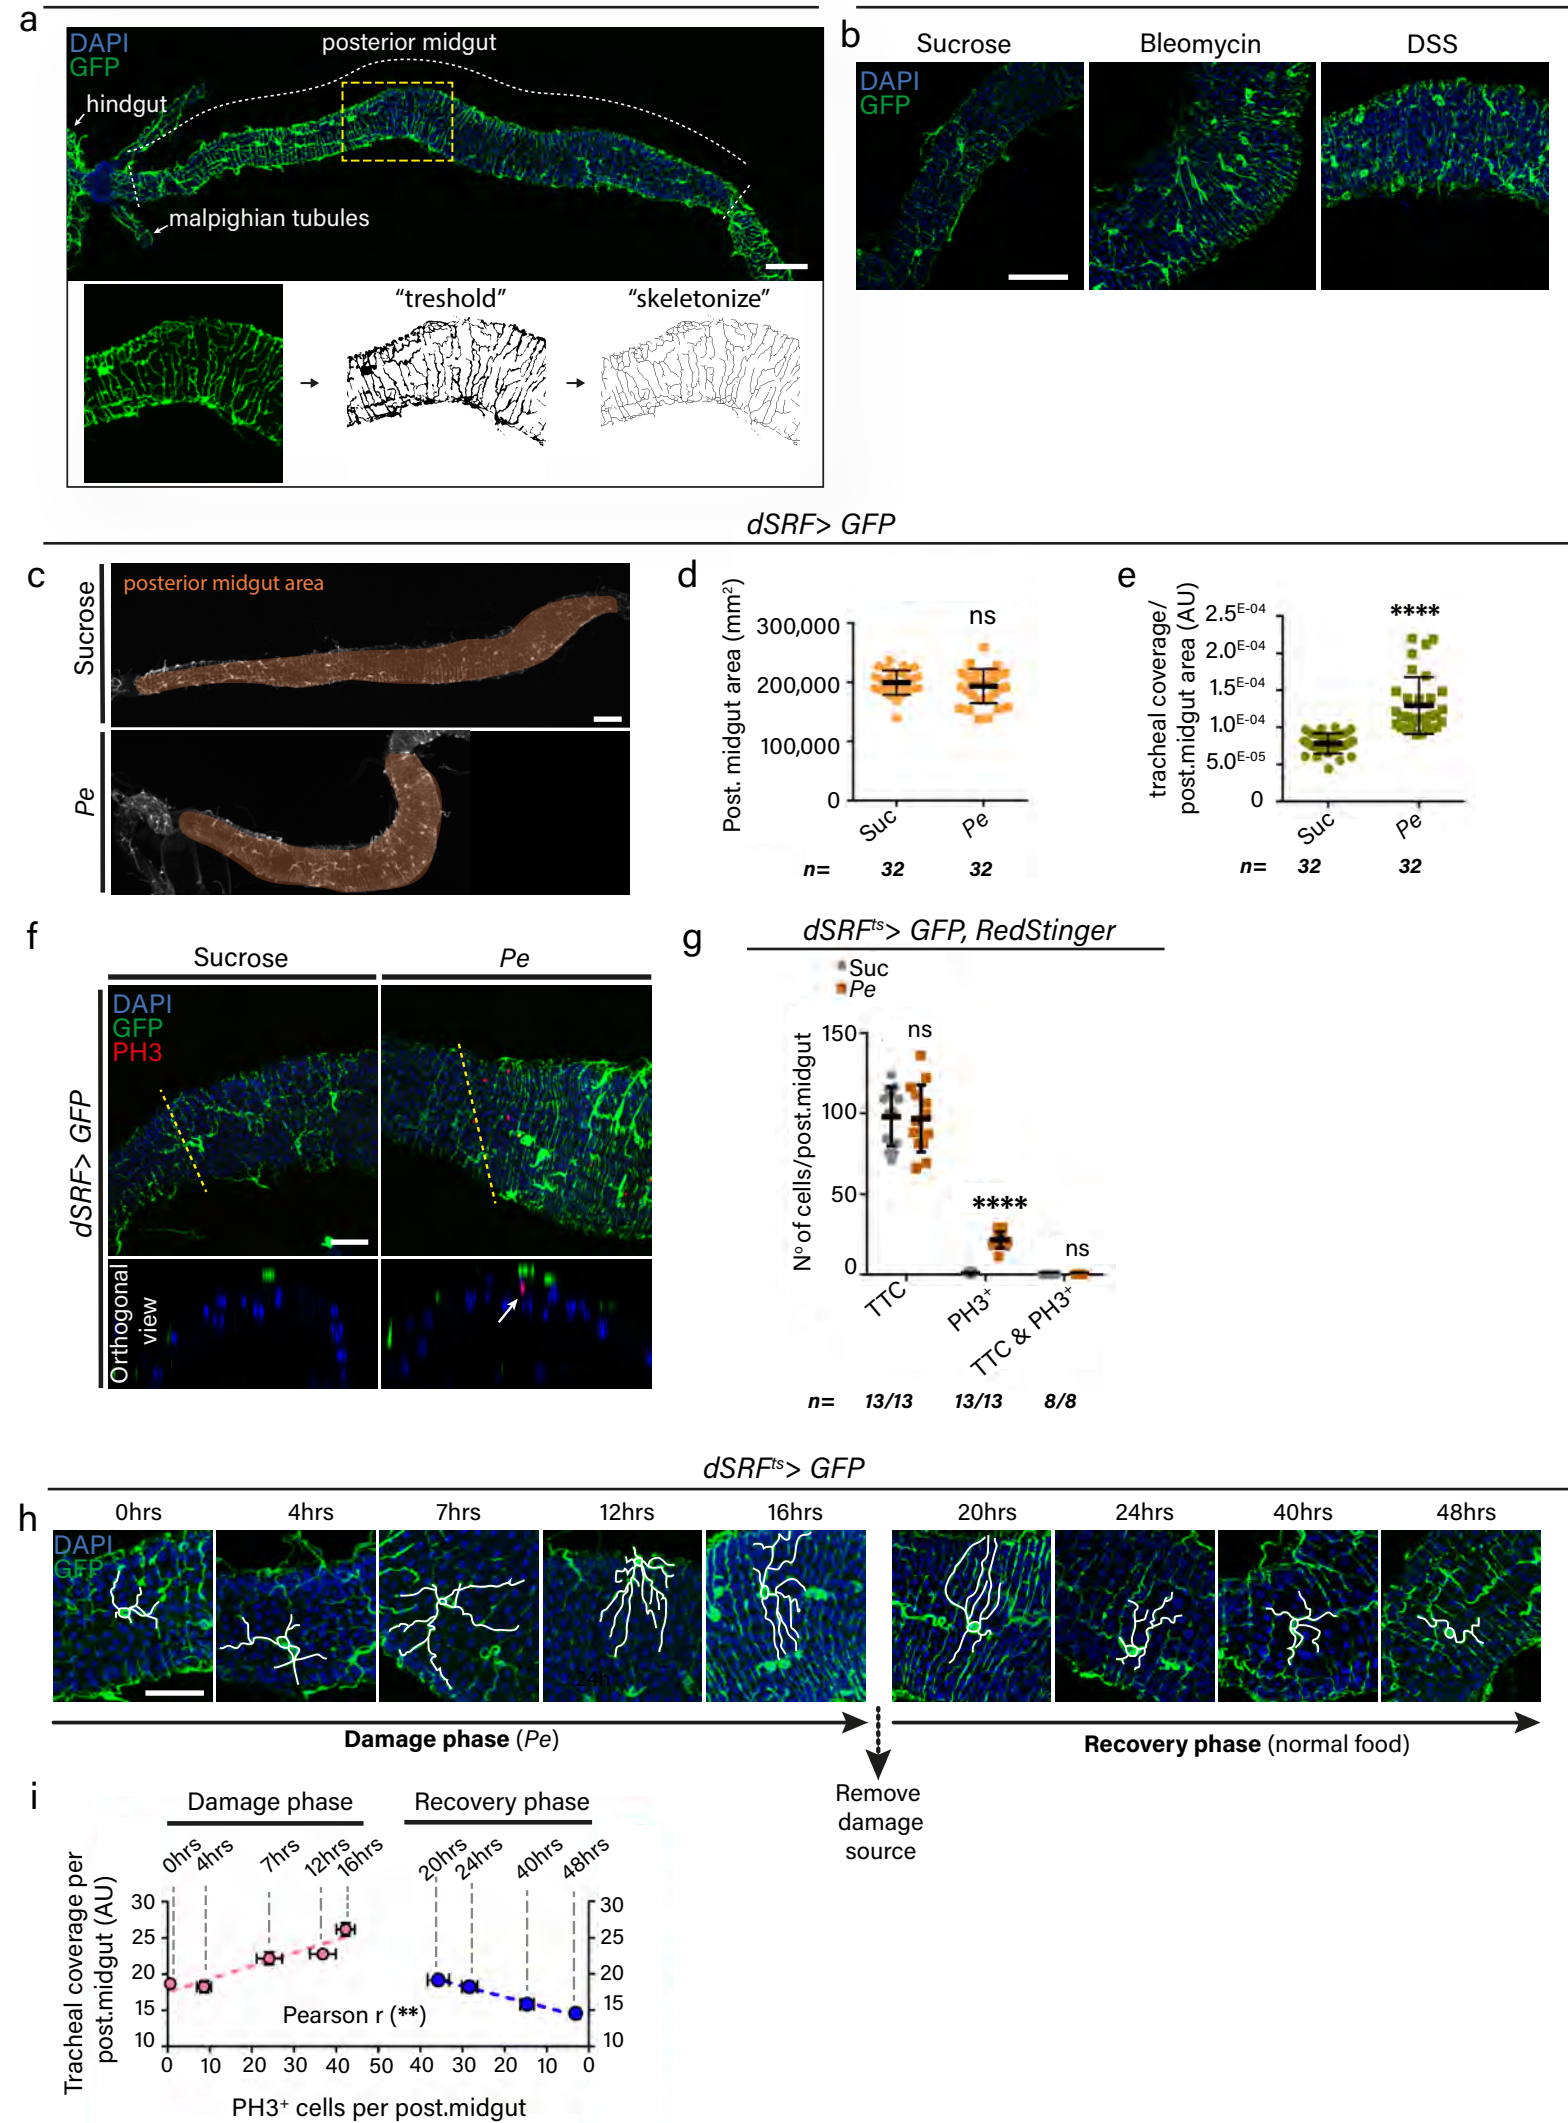 a
DAPI
GFP
posterior midgut
hindgut
malpighian tubules
“treshold”
“skeletonize”
b
Sucrose
Bleomycin
DSS
DAPI
GFP
dSRF> GFP
c
Sucrose
posterior midgut area
Pe
d
Post. midgut area (mm²)
300,000
200,000
100,000
0
ns
Suc
Pe
n=
32
32
e
tracheal coverage/
post.midgut area (AU)
2.5E-04
2.0E-04
1.5E-04
1.0E-04
5.0E-05
0
****
Suc
Pe
n=
32
32
f
Sucrose
Pe
dSRF> GFP
DAPI
GFP
PH3
Orthogonal
view
g
dSRFts> GFP, RedStinger
Suc
Pe
Nº of cells/post.midgut
150
100
50
0
ns
****
ns
TTC
PH3⁺
TTC & PH3⁺
n=
13/13
13/13
8/8
dSRFts> GFP
h
0hrs
4hrs
7hrs
12hrs
16hrs
20hrs
24hrs
40hrs
48hrs
DAPI
GFP
24h
Damage phase (Pe)
Recovery phase (normal food)
Remove
damage
source
i
Damage phase
Recovery phase
0hrs
4hrs
7hrs
12hrs
16hrs
20hrs
24hrs
40hrs
48hrs
Tracheal coverage per
post.midgut (AU)
30
25
20
15
10
30
25
20
15
10
Pearson r (**)
0 10 20 30 40 50 40 30 20 10 0
PH3⁺ cells per post.midgut